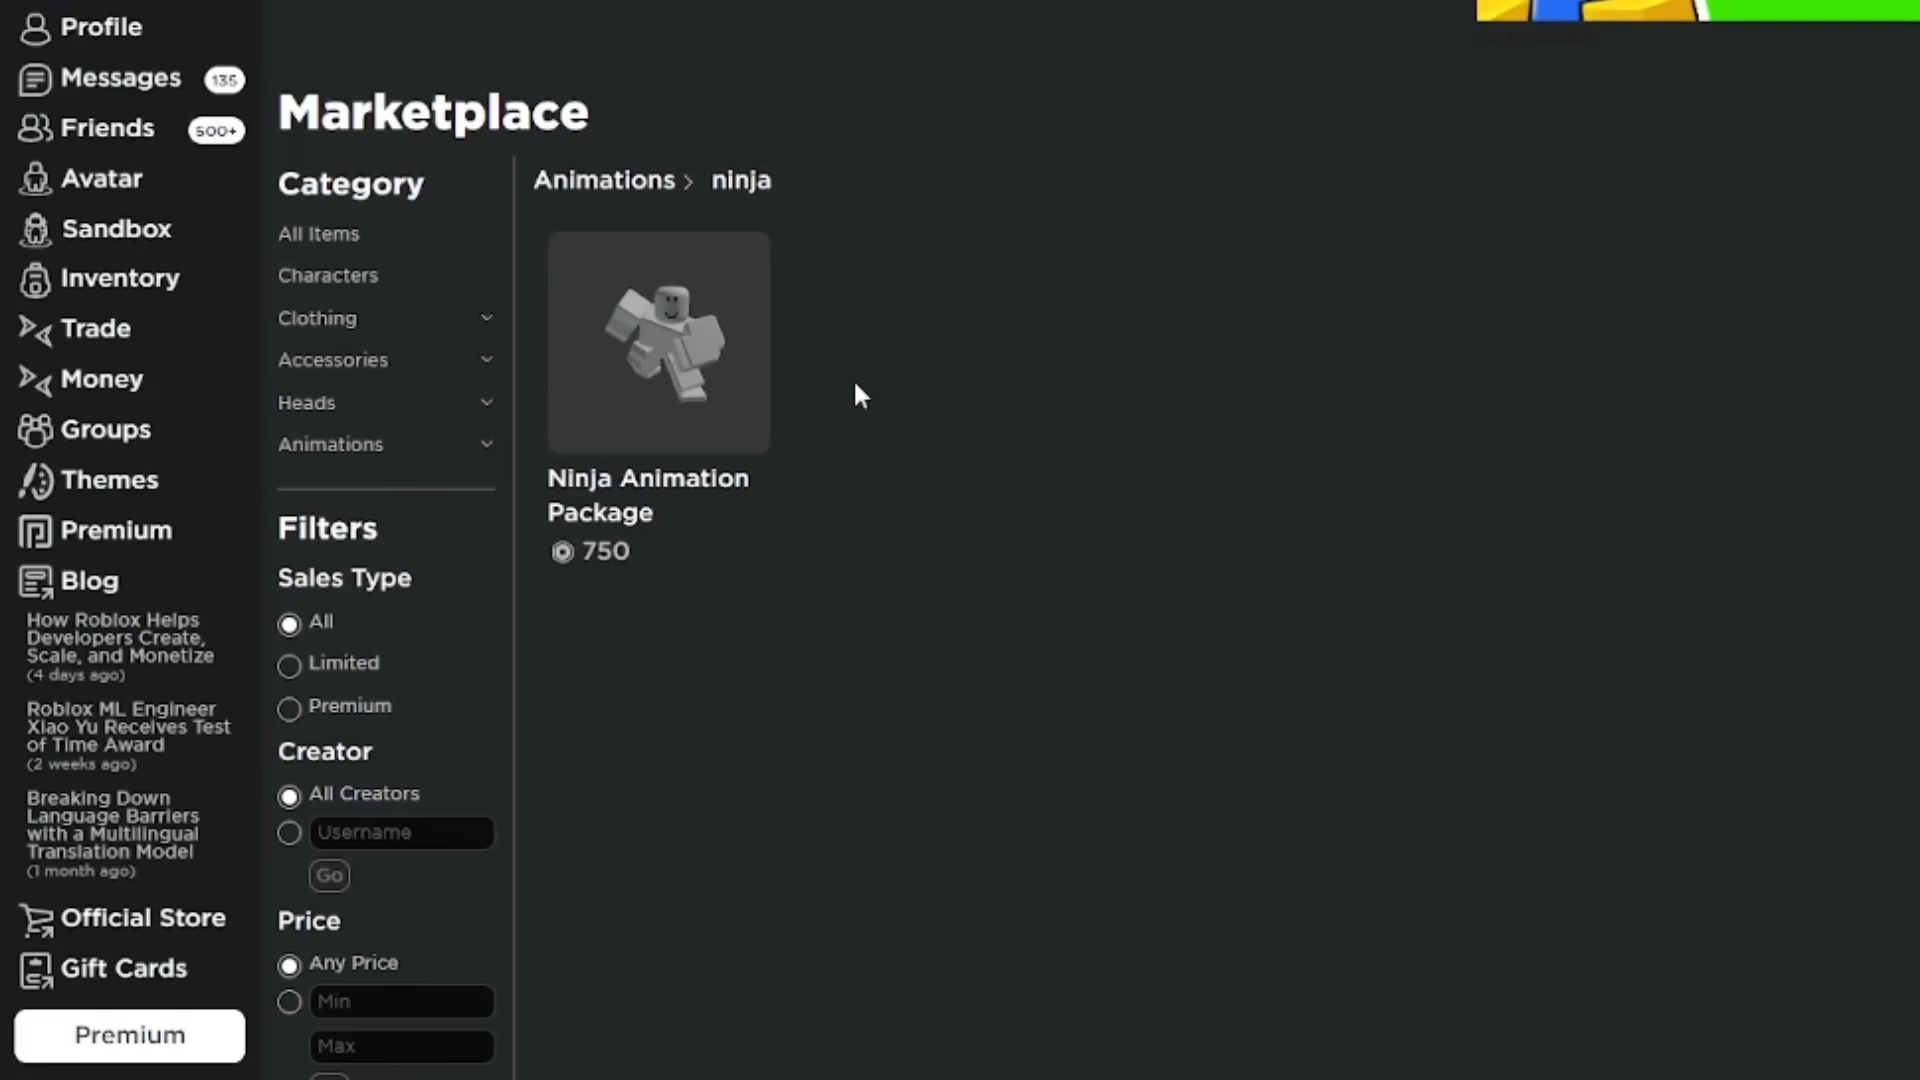 Profile
Messages 135
Friends 500+
Avatar
Sandbox
Inventory
Trade
Money
Groups
Themes
Premium
Blog
How Roblox Helps
Developers Create,
Scale, and Monetize
(4 days ago)
Roblox ML Engineer
Xiao Yu Receives Test
of Time Award
(2 weeks ago)
Breaking Down
Language Barriers
with a Multilingual
Translation Model
(1 month ago)
Official Store
Gift Cards
Premium
Marketplace
Category
All Items
Characters
Clothing
Accessories
Heads
Animations
Filters
Sales Type
All
Limited
Premium
Creator
All Creators
Username
Go
Price
Any Price
Min
Max
Animations > ninja
Ninja Animation
Package
750